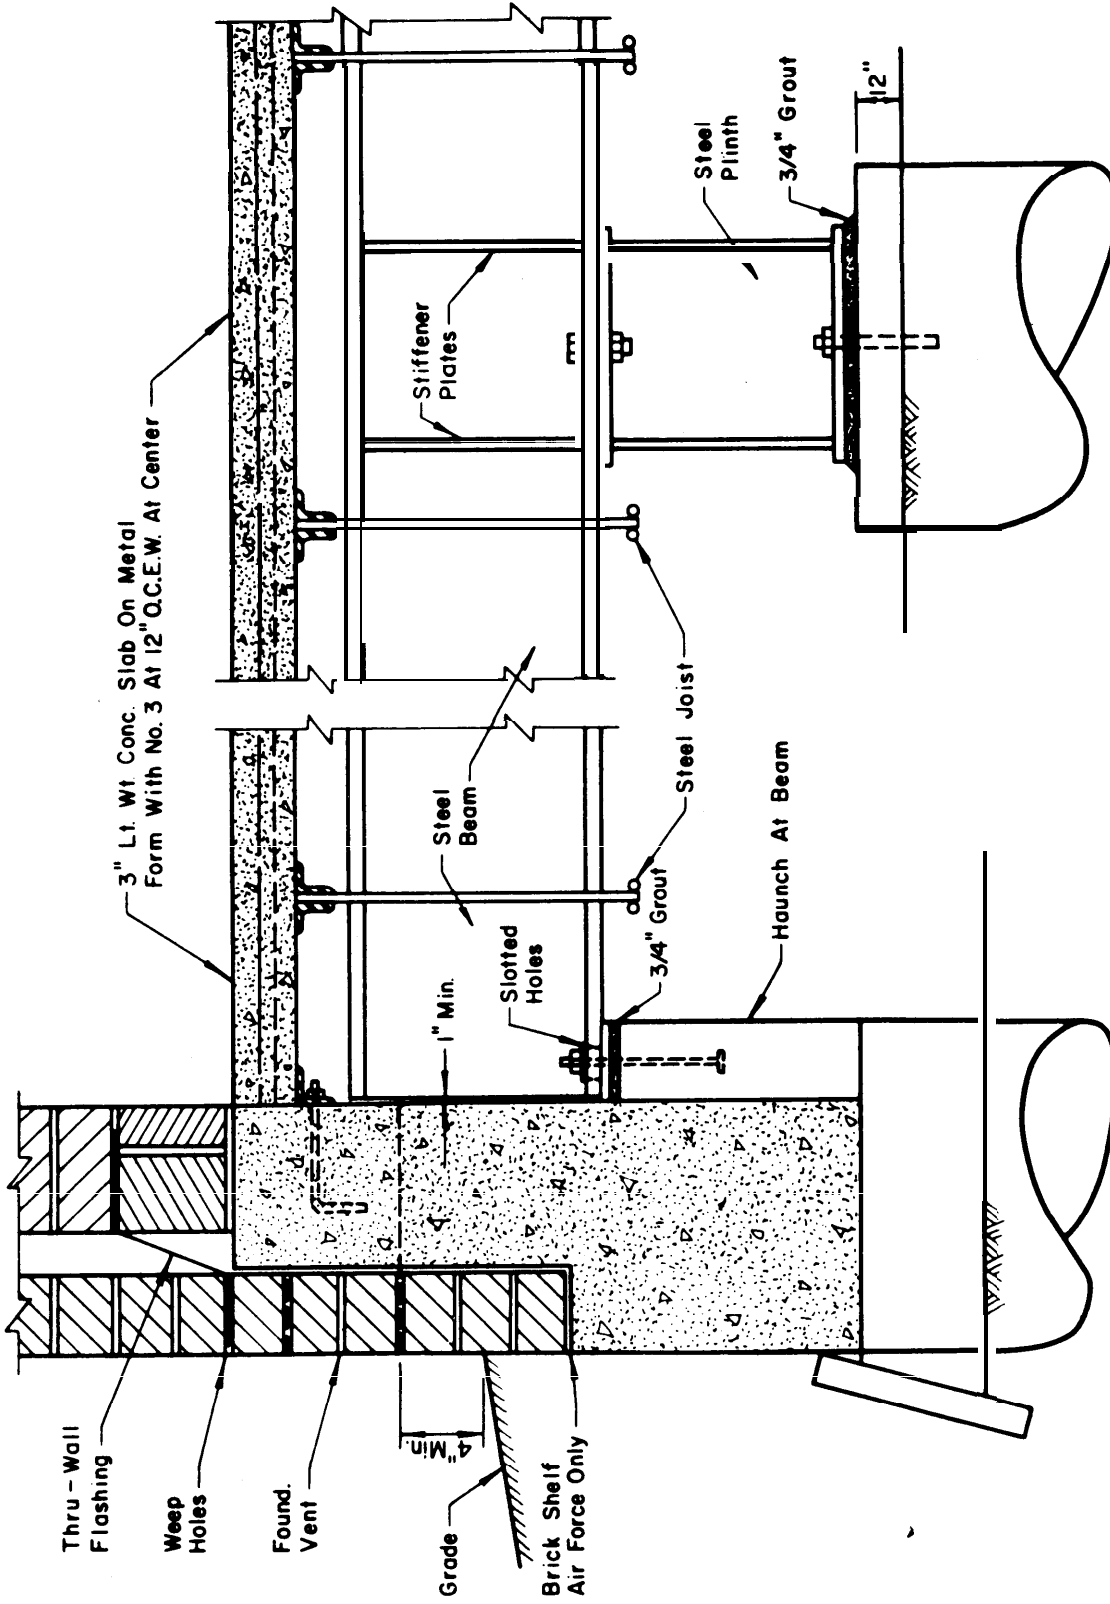 3" Lt. Wt. Conc. Slab On Metal
Form With No. 3 At 12" O.C.E.W. At Center
Thru-Wall
Flashing
Weep
Holes
Found.
Vent
4" Min.
Grade
Brick Shelf
Air Force Only
1" Min.
Slotted
Holes
3/4" Grout
Haunch At Beam
Steel
Beam
Steel Joist
Stiffener
Plates
Steel
Plinth
3/4" Grout
12"